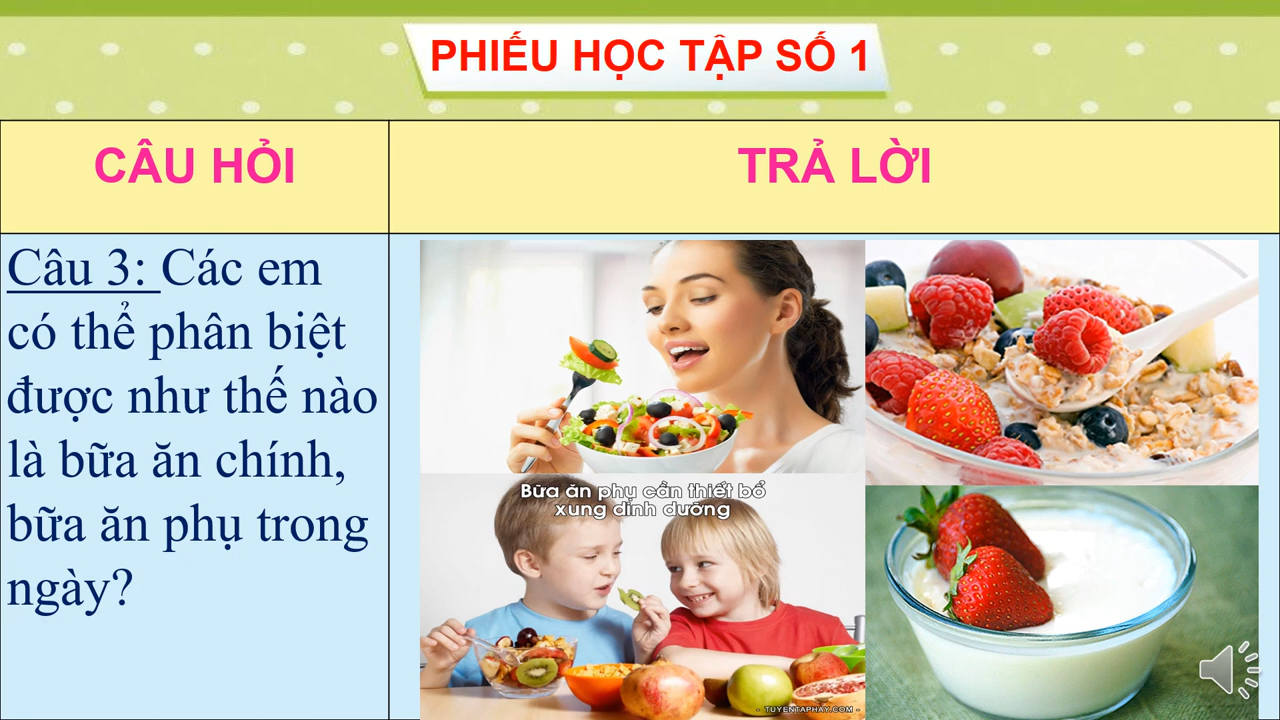 PHIẾU HỌC TẬP SỐ 1
CÂU HỎI
TRẢ LỜI
Câu 3: Các em
có thể phân biệt
được như thế nào
là bữa ăn chính,
bữa ăn phụ trong
ngày?
Bữa ăn phụ cần thiết bổ
xung dinh dưỡng
- TUYENTAPHAY.COM -